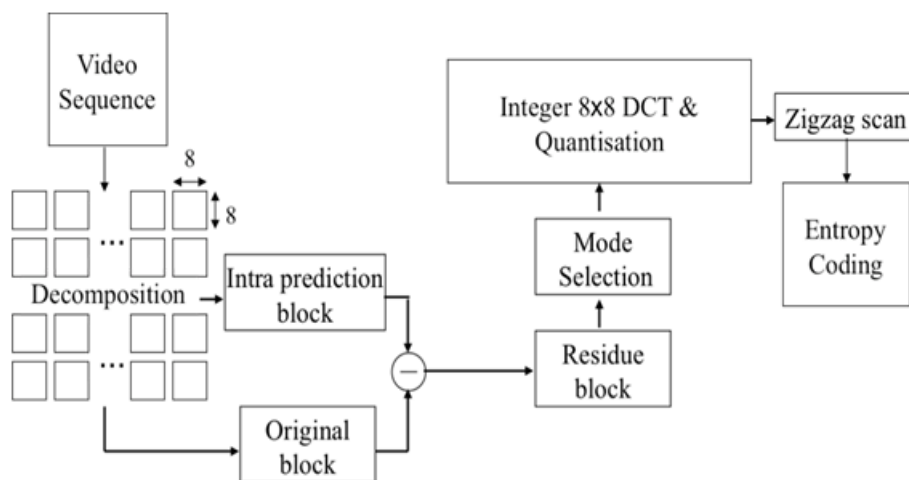 Video
Sequence
8
8
...
Decomposition
...
Intra prediction
block
Original
block
Residue
block
Mode
Selection
Integer 8x8 DCT &
Quantisation
Zigzag scan
Entropy
Coding